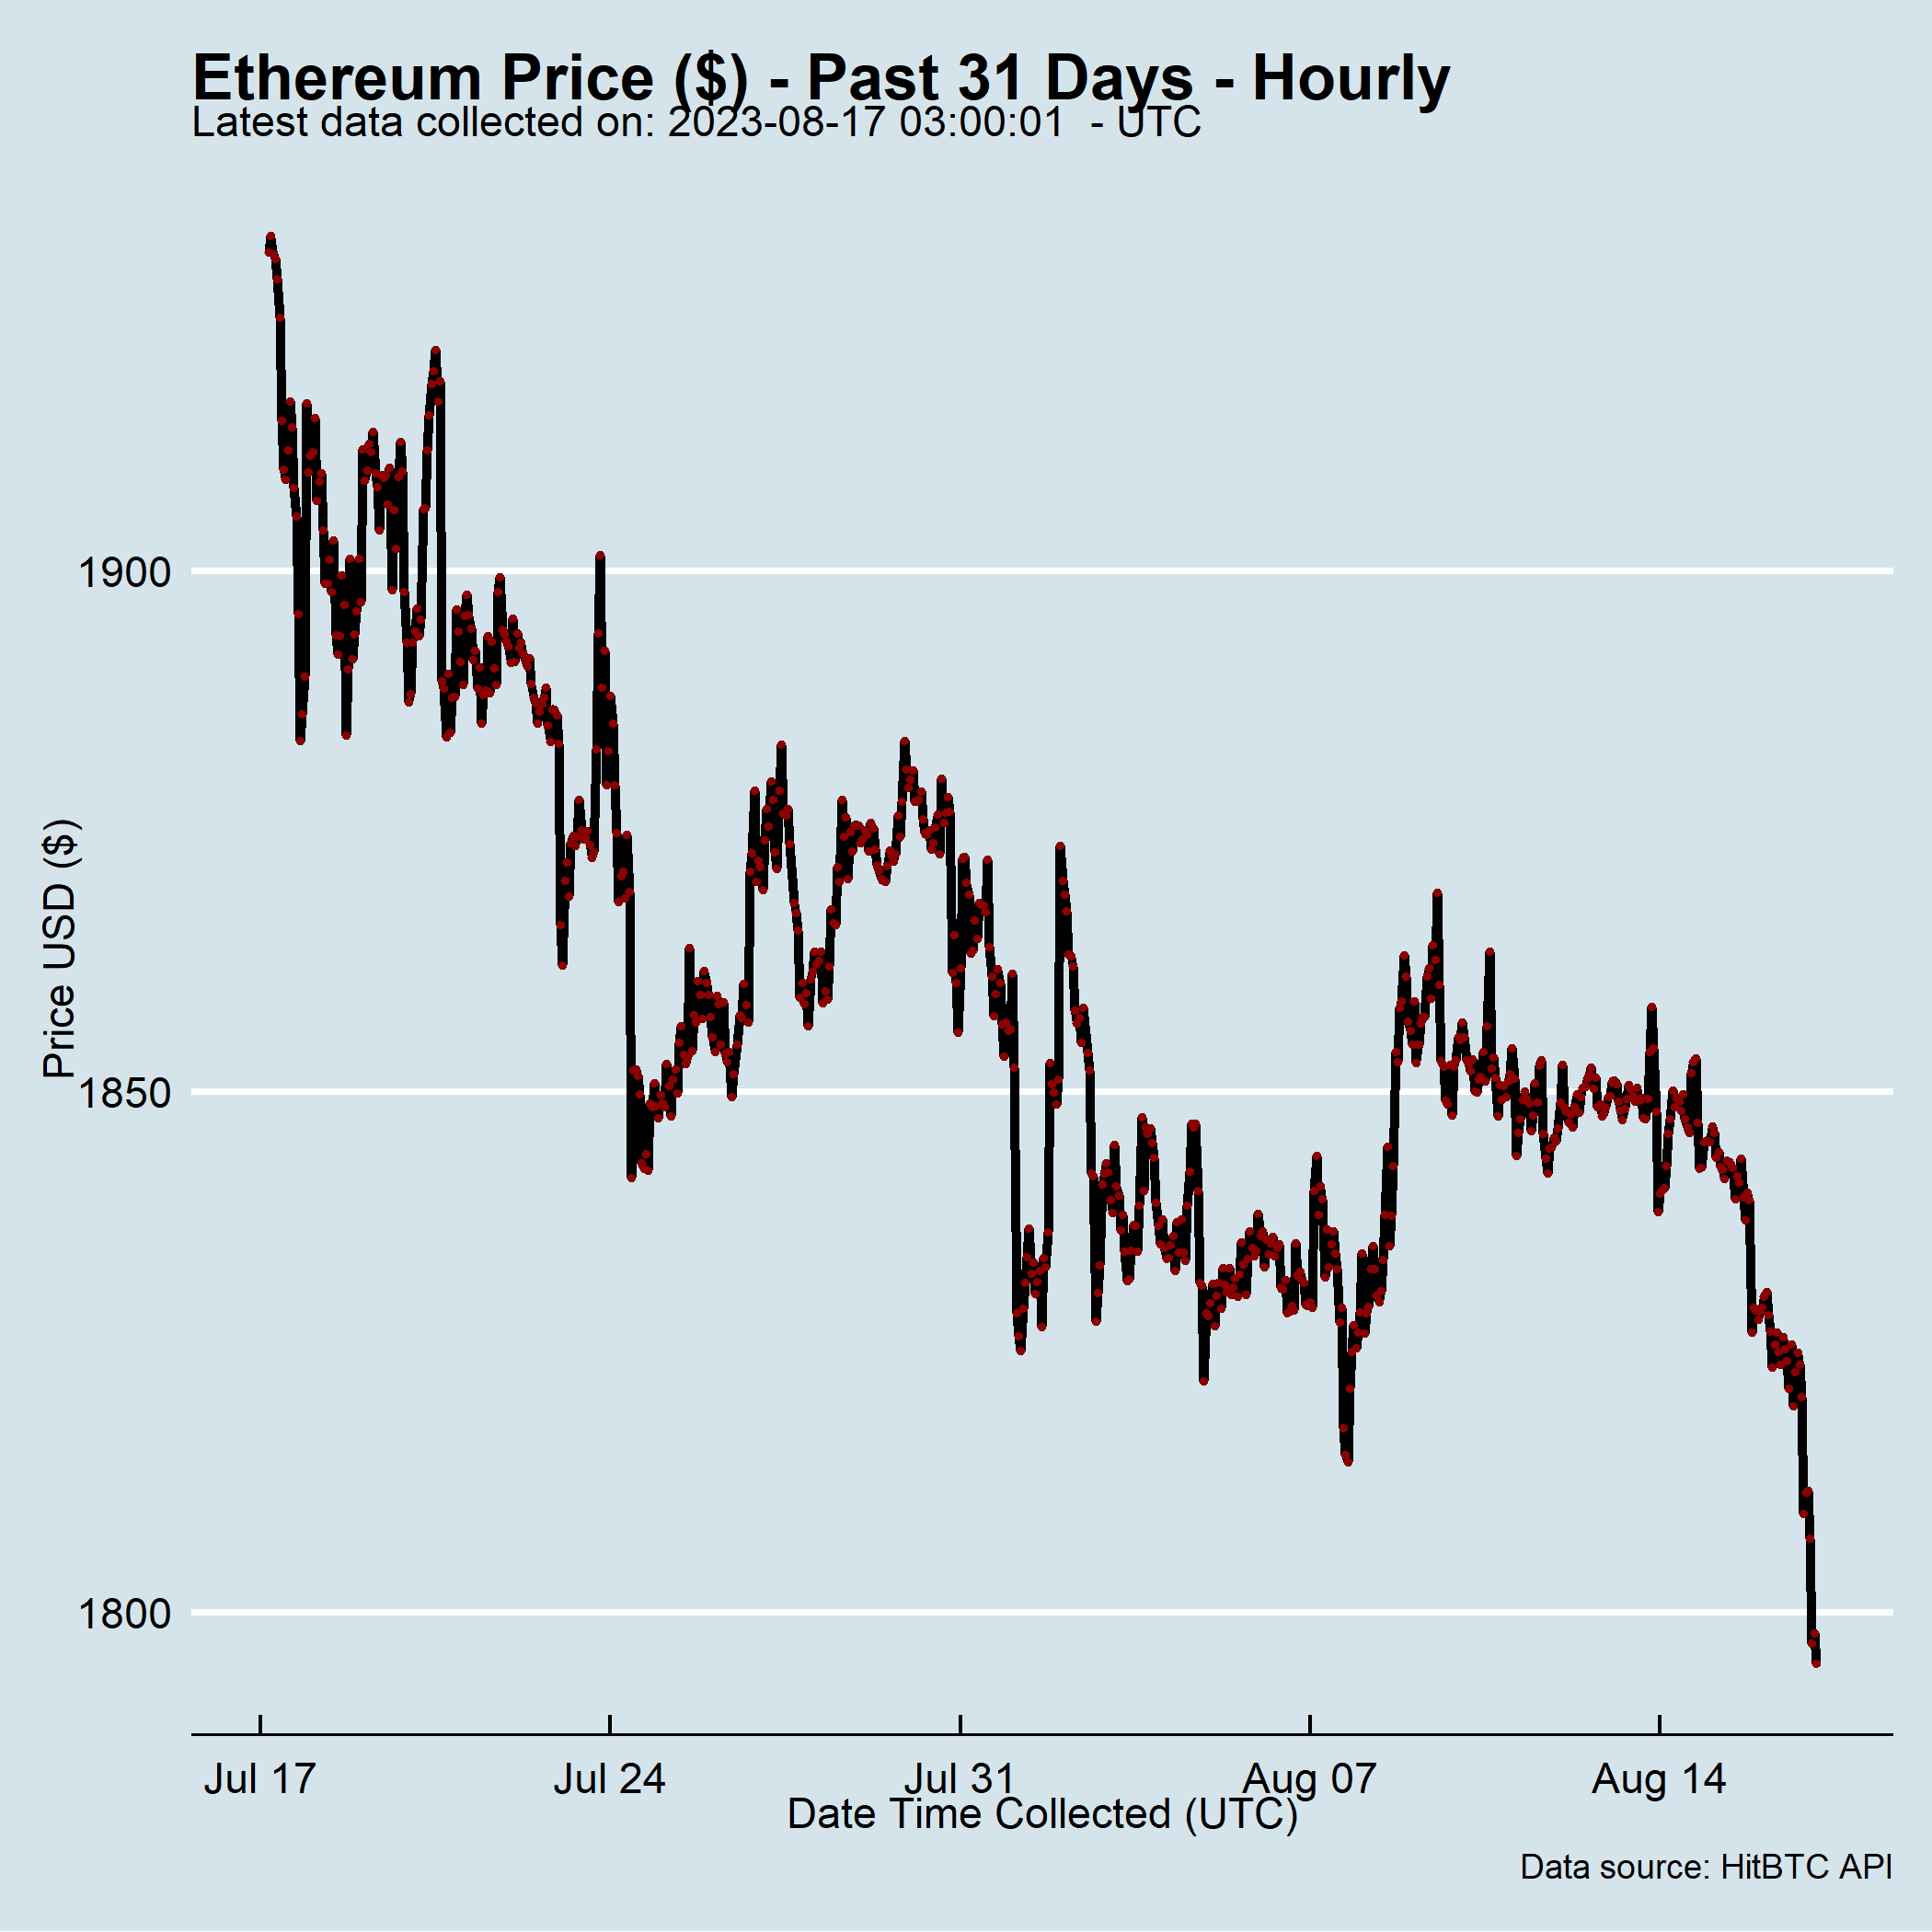 Ethereum Price ($) - Past 31 Days - Hourly
Latest data collected on: 2023-08-17 03:00:01  - UTC
Price USD ($)
1900
1850
1800
Jul 17
Jul 24
Jul 31
Aug 07
Aug 14
Date Time Collected (UTC)
Data source: HitBTC API